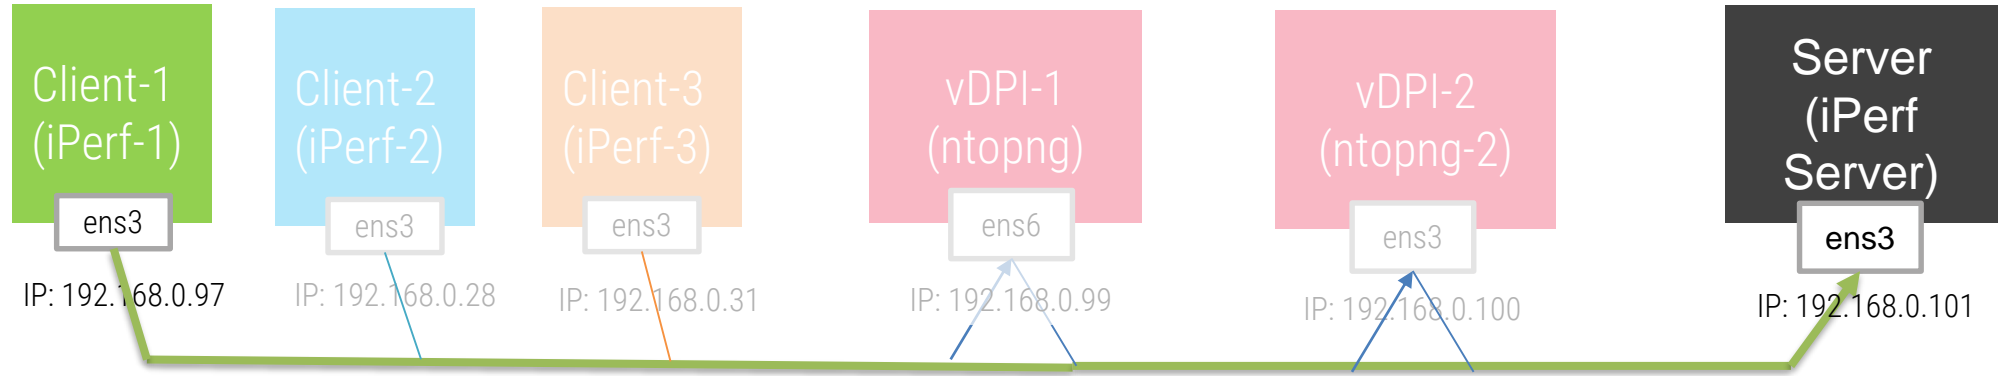 Client-1
(iPerf-1)
ens3
IP: 192.168.0.97
Client-2
(iPerf-2)
ens3
IP: 192.168.0.28
Client-3
(iPerf-3)
ens3
IP: 192.168.0.31
vDPI-1
(ntopng)
ens6
IP: 192.168.0.99
vDPI-2
(ntopng-2)
ens3
IP: 192.168.0.100
Server
(iPerf
Server)
ens3
IP: 192.168.0.101